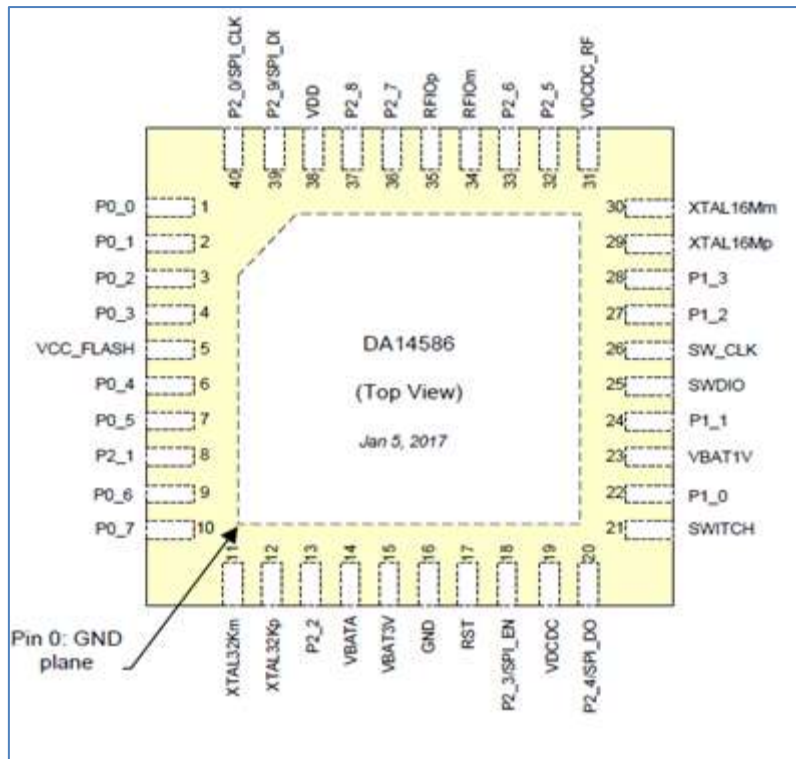 P2_0/SPI_CLK
P2_9/SPI_DI
VDD
P2_8
P2_7
RFIOp
RFIOm
P2_6
P2_5
VDCDC_RF
40
39
38
37
36
35
34
33
32
31
P0_0 1
P0_1 2
P0_2 3
P0_3 4
VCC_FLASH 5
P0_4 6
P0_5 7
P2_1 8
P0_6 9
P0_7 10
DA14586
(Top View)
Jan 5, 2017
30 XTAL16Mm
29 XTAL16Mp
28 P1_3
27 P1_2
26 SW_CLK
25 SWDIO
24 P1_1
23 VBAT1V
22 P1_0
21 SWITCH
11
12
13
14
15
16
17
18
19
20
XTAL32Km
XTAL32Kp
P2_2
VBATA
VBAT3V
GND
RST
P2_3/SPI_EN
VDCDC
P2_4/SPI_DO
Pin 0: GND
plane